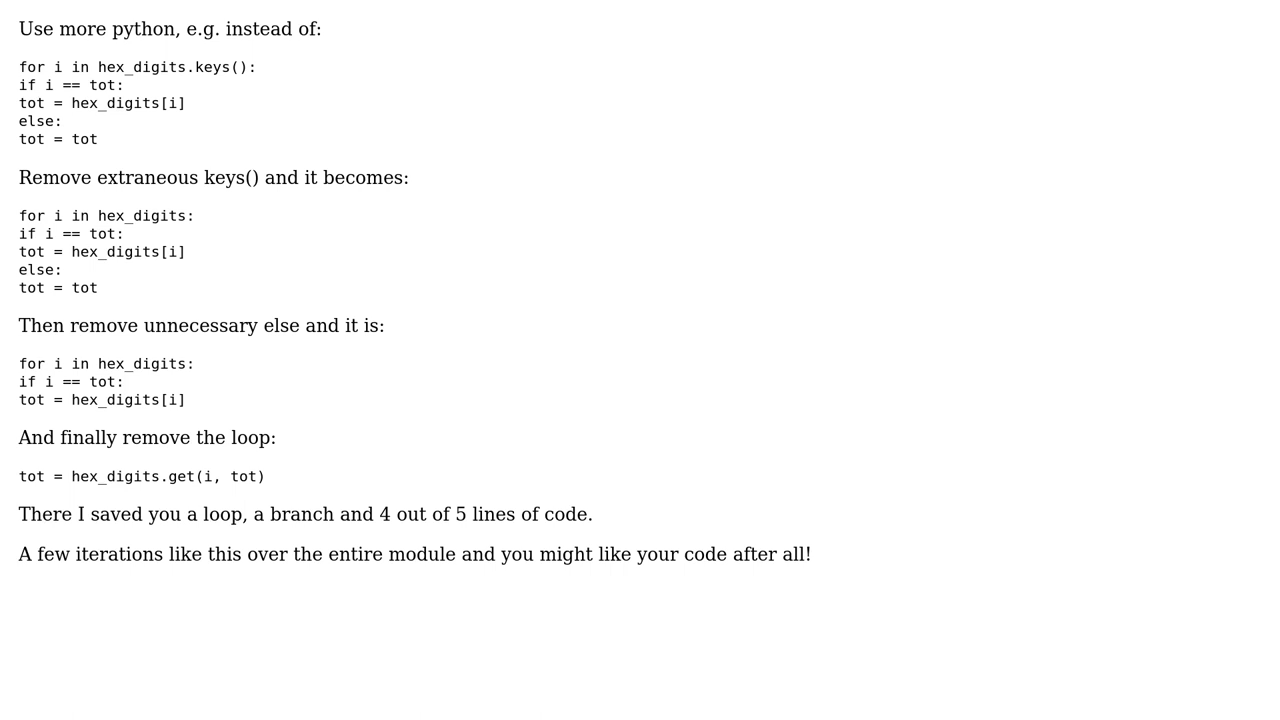 Use more python, e.g. instead of:
for i in hex_digits.keys():
if i == tot:
tot = hex_digits[i]
else:
tot = tot
Remove extraneous keys() and it becomes:
for i in hex_digits:
if i == tot:
tot = hex_digits[i]
else:
tot = tot
Then remove unnecessary else and it is:
for i in hex_digits:
if i == tot:
tot = hex_digits[i]
And finally remove the loop:
tot = hex_digits.get(i, tot)
There I saved you a loop, a branch and 4 out of 5 lines of code.
A few iterations like this over the entire module and you might like your code after all!